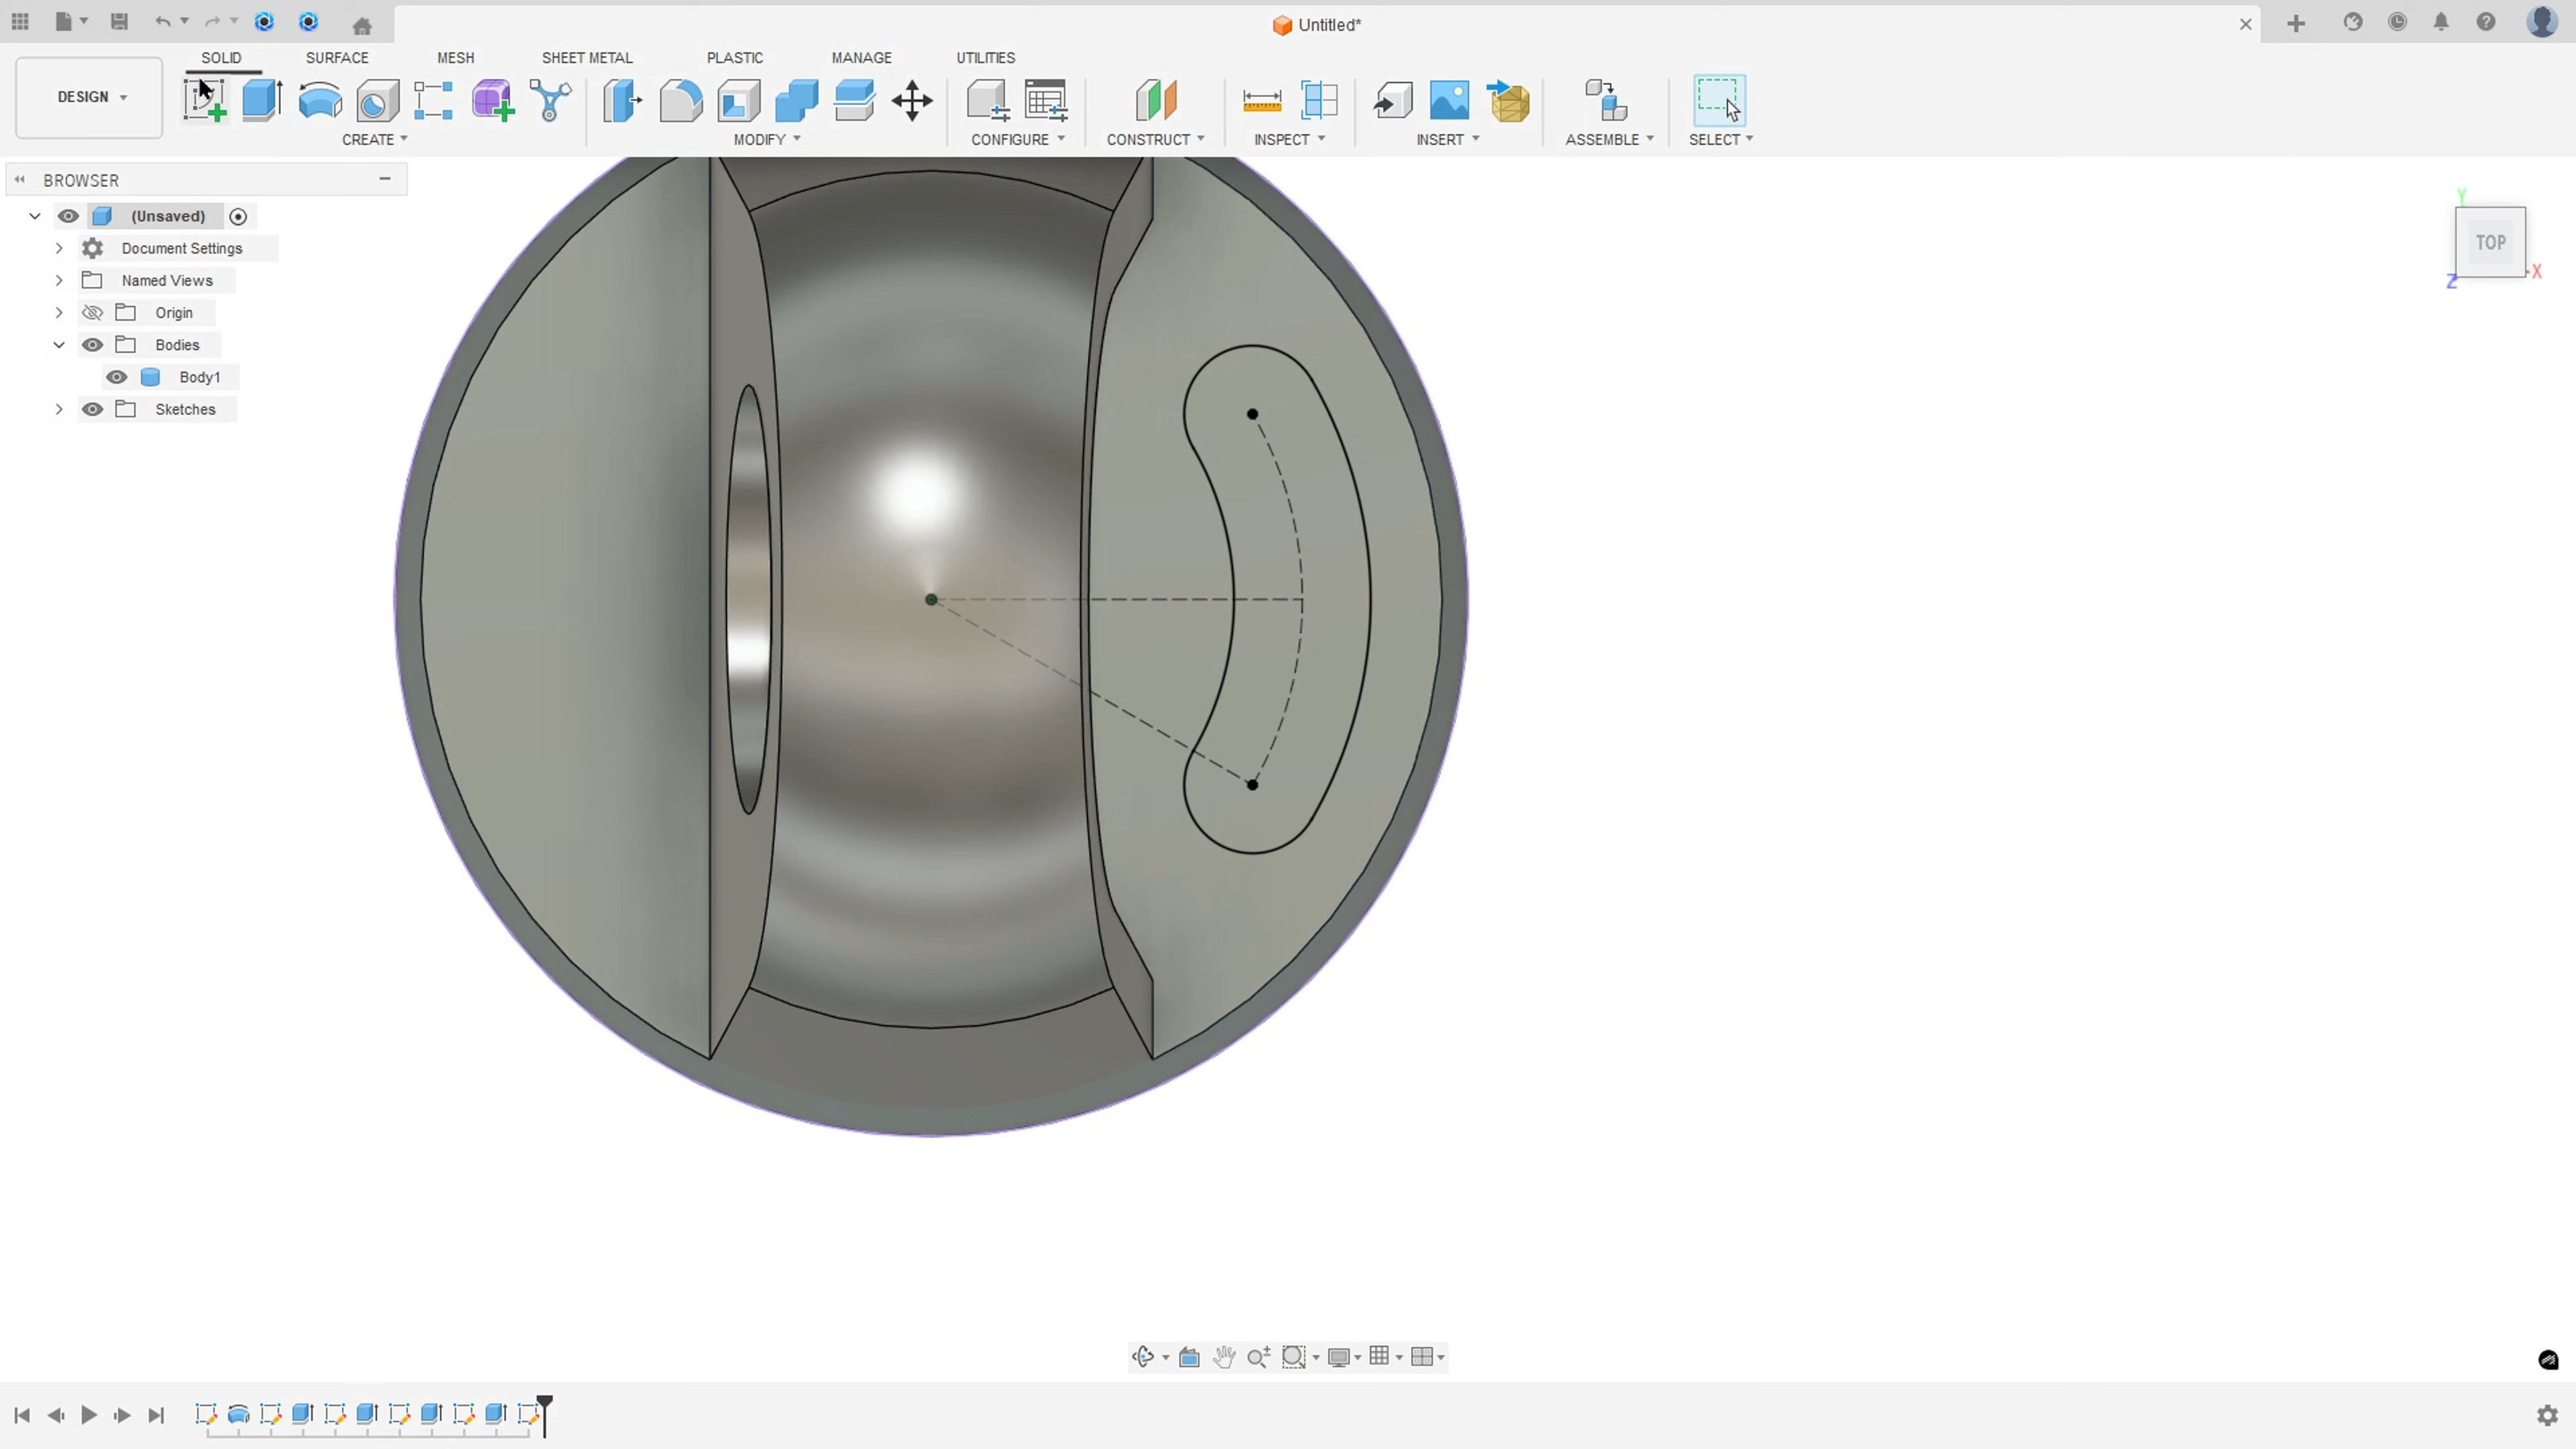 Untitled*
SOLID SURFACE MESH SHEET METAL PLASTIC MANAGE UTILITIES
DESIGN
CREATE MODIFY CONFIGURE CONSTRUCT INSPECT INSERT ASSEMBLE SELECT
BROWSER
(Unsaved)
Document Settings
Named Views
Origin
Bodies
Body1
Sketches
Y
TOP
X
Z